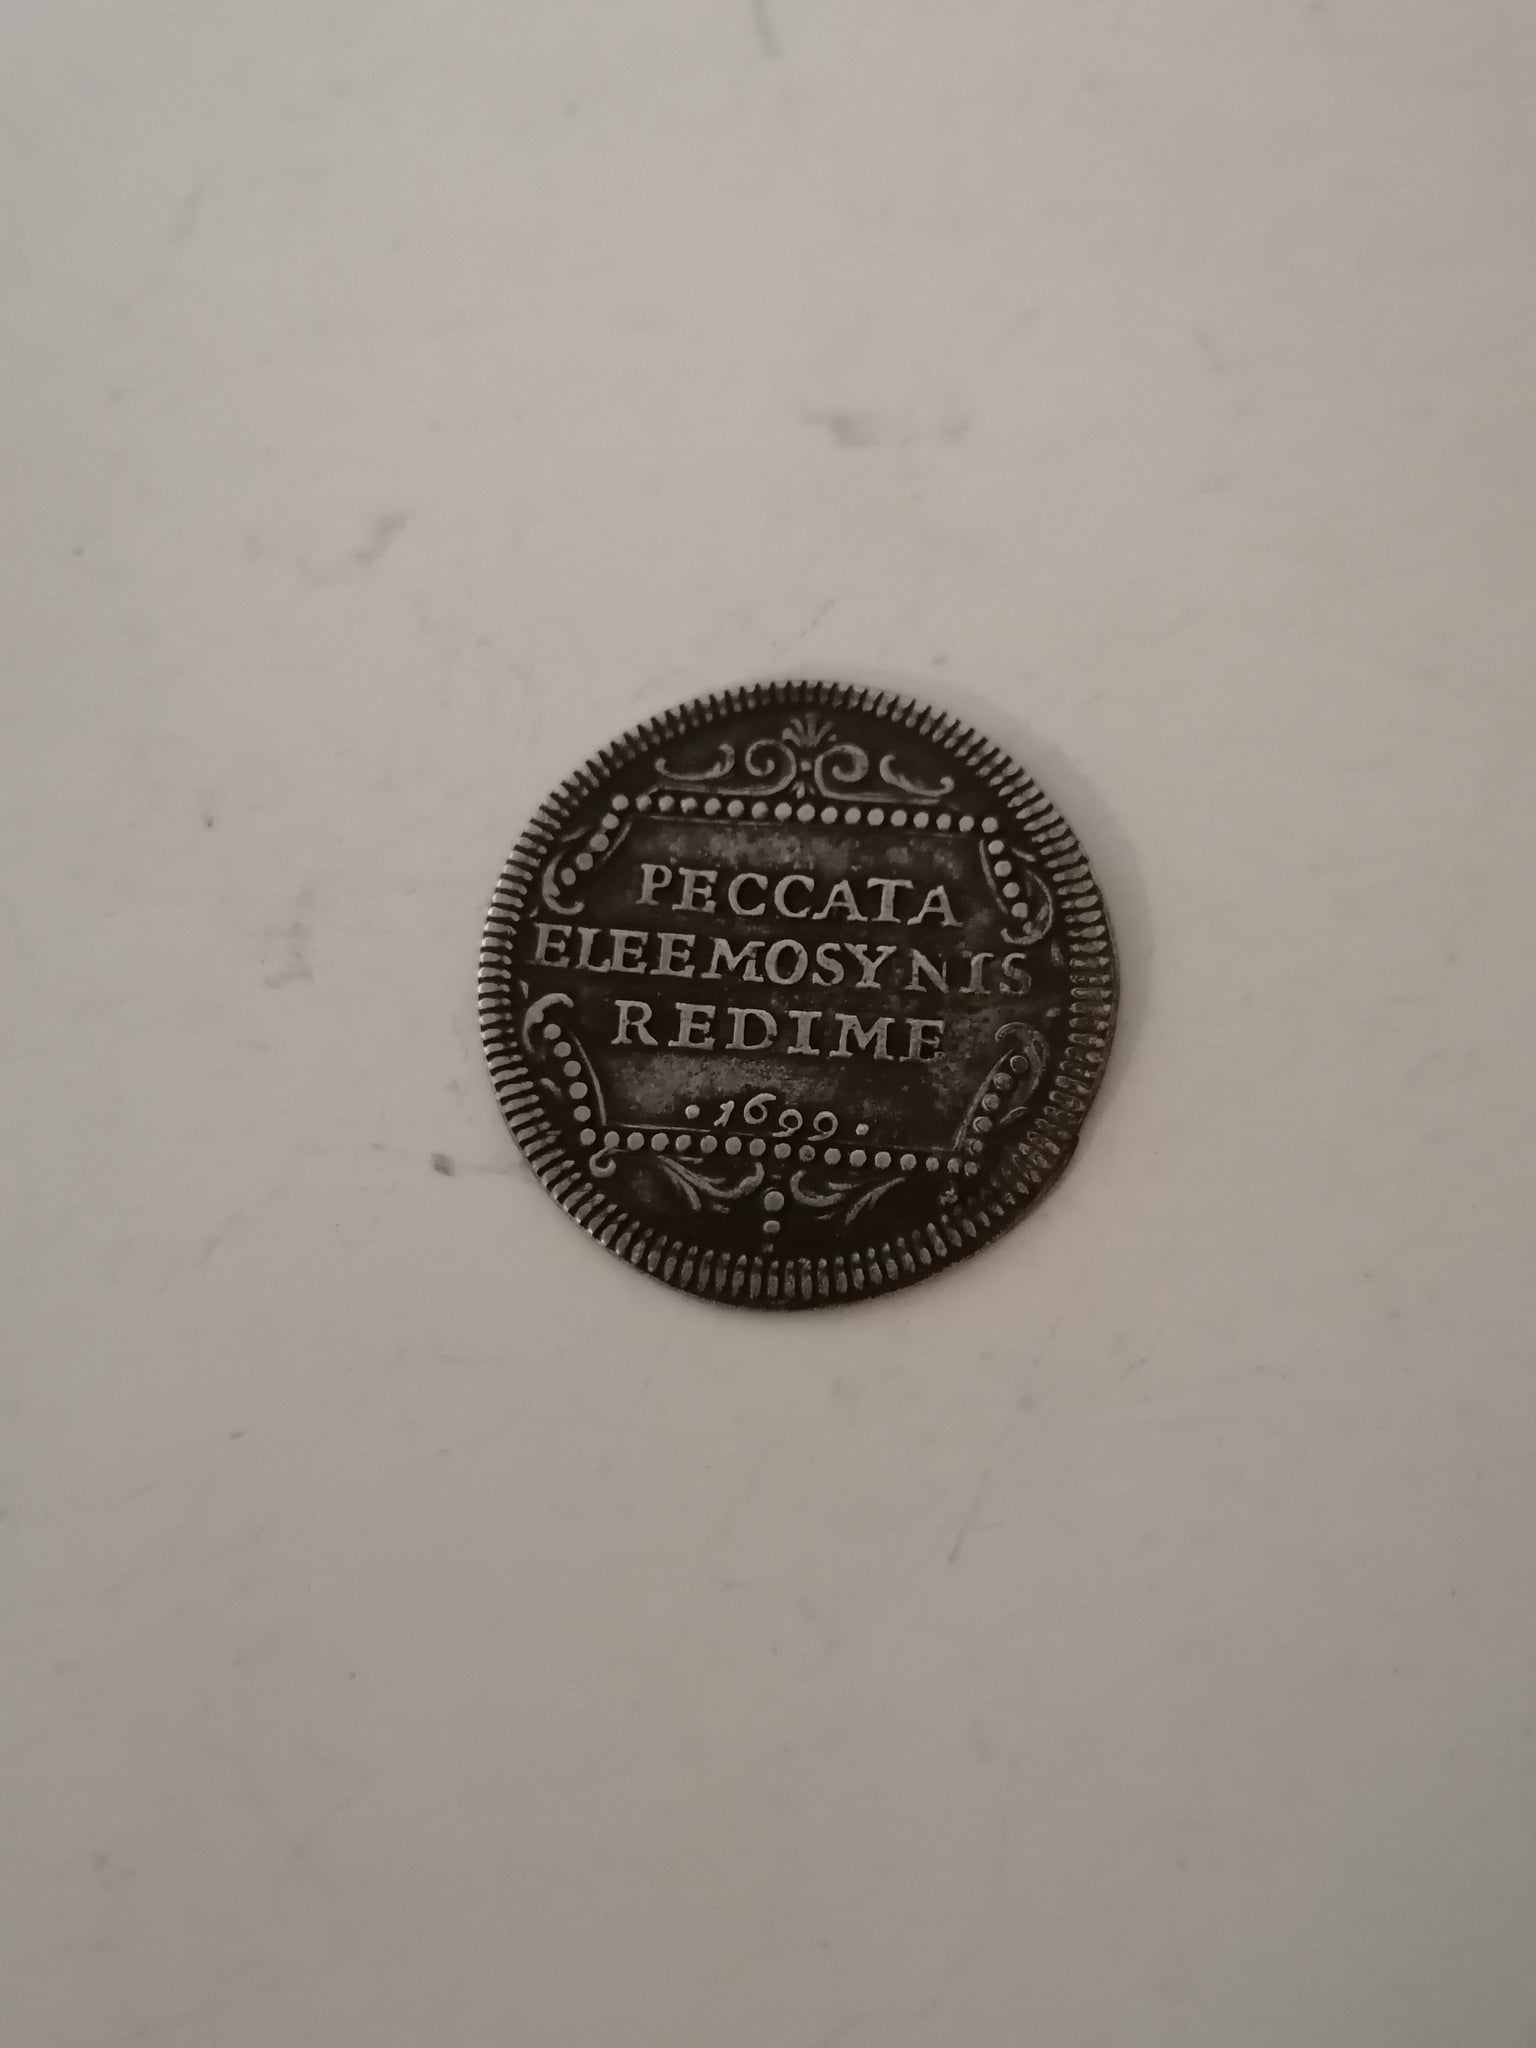 PECCATA
ELEEMOSYNIS
REDIME
·1699·